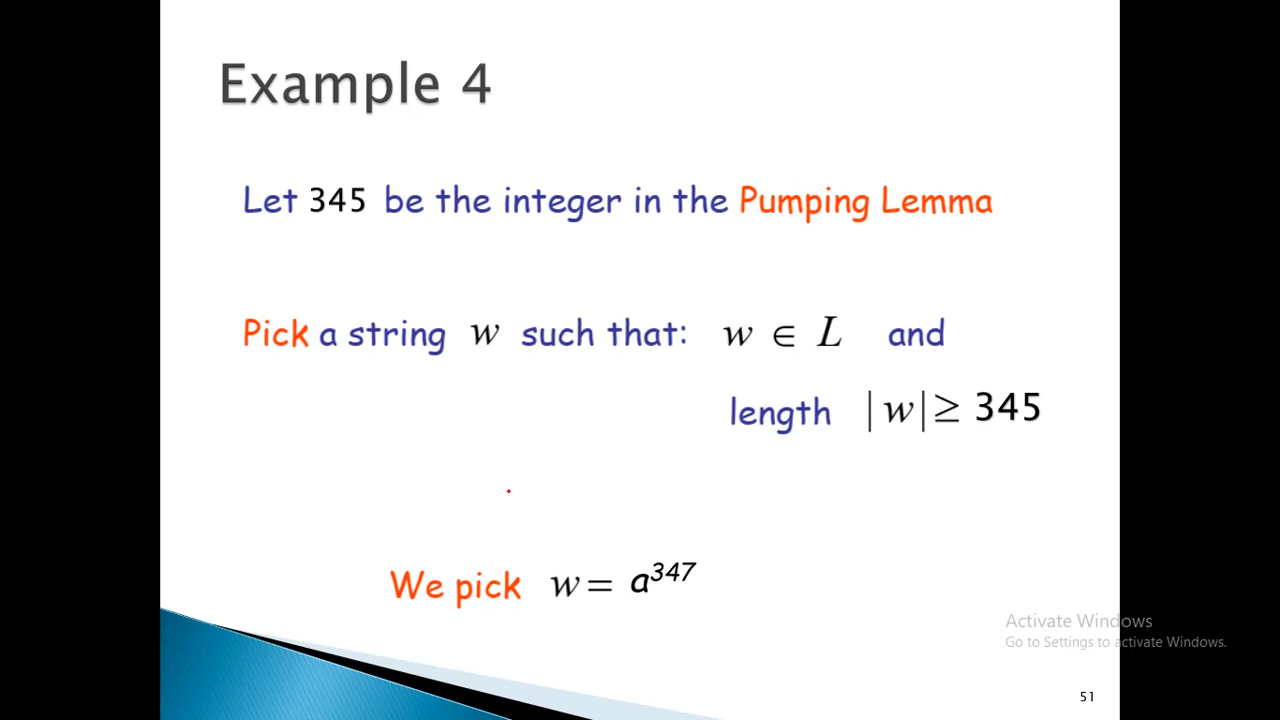 Example 4
Let 345 be the integer in the Pumping Lemma
Pick a string w such that: w ∈ L and
length |w| ≥ 345
We pick w = a³⁴⁷
Activate Windows
Go to Settings to activate Windows.
51